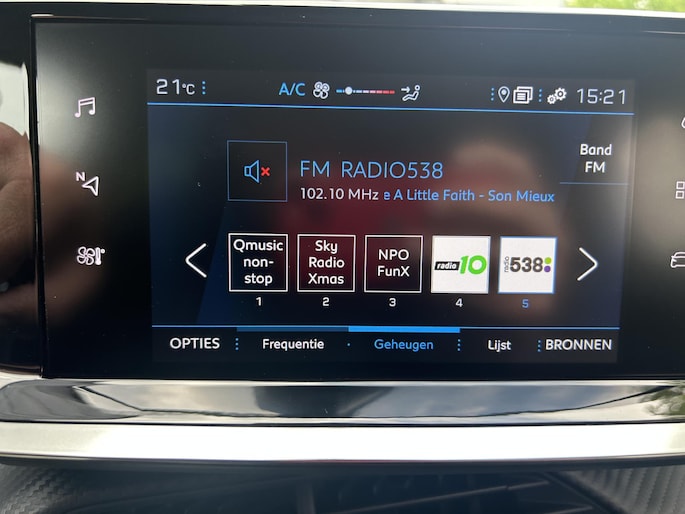 21°C A/C 15:21
N
FM RADIO538
Band
FM
102.10 MHz e A Little Faith - Son Mieux
Qmusic
non-
stop
Sky
Radio
Xmas
NPO
FunX
radio 10
radio 538
1 2 3 4 5
OPTIES Frequentie Geheugen Lijst BRONNEN